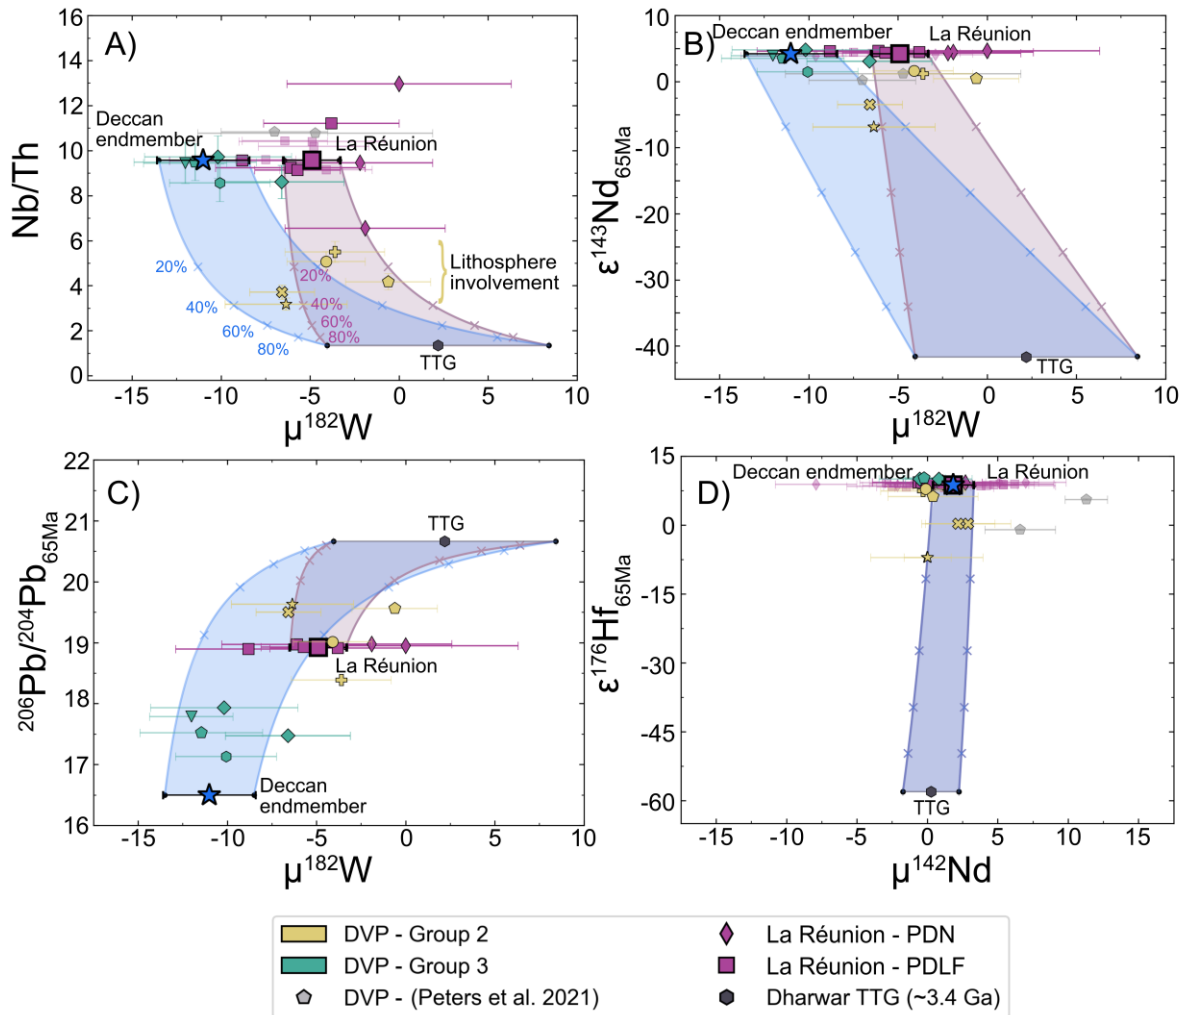 A)
16
14
12
10
8
6
4
2
0
Nb/Th
Deccan
endmember
La Réunion
20%
40%
60%
80%
20%
40%
60%
80%
Lithosphere
involvement
TTG
-15 -10 -5 0 5 10
μ¹⁸²W
B)
10
0
-10
-20
-30
-40
ε¹⁴³Nd₆₅Ma
Deccan endmember
La Réunion
TTG
-15 -10 -5 0 5 10
μ¹⁸²W
C)
22
21
20
19
18
17
16
²⁰⁶Pb/²⁰⁴Pb₆₅Ma
TTG
La Réunion
Deccan
endmember
-15 -10 -5 0 5 10
μ¹⁸²W
D)
15
0
-15
-30
-45
-60
ε¹⁷⁶Hf₆₅Ma
Deccan endmember
La Réunion
TTG
-15 -10 -5 0 5 10 15
μ¹⁴²Nd
DVP - Group 2
DVP - Group 3
DVP - (Peters et al. 2021)
La Réunion - PDN
La Réunion - PDLF
Dharwar TTG (~3.4 Ga)